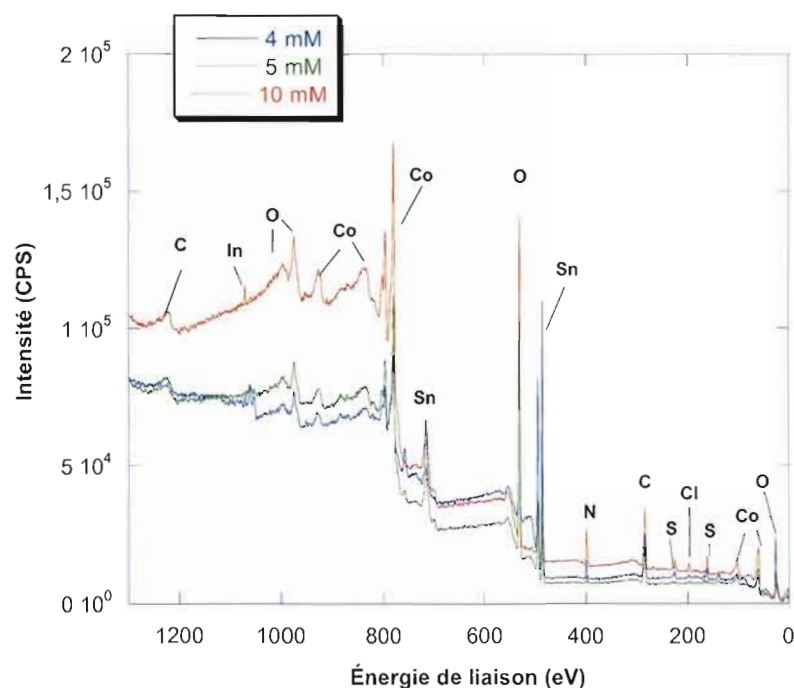 4 mM
5 mM
10 mM
2 10⁵
1,5 10⁵
1 10⁵
5 10⁴
0 10⁰
Intensité (CPS)
C
In
O
Co
Co
Sn
O
Sn
N
C
S
Cl
S
Co
O
1200 1000 800 600 400 200 0
Énergie de liaison (eV)